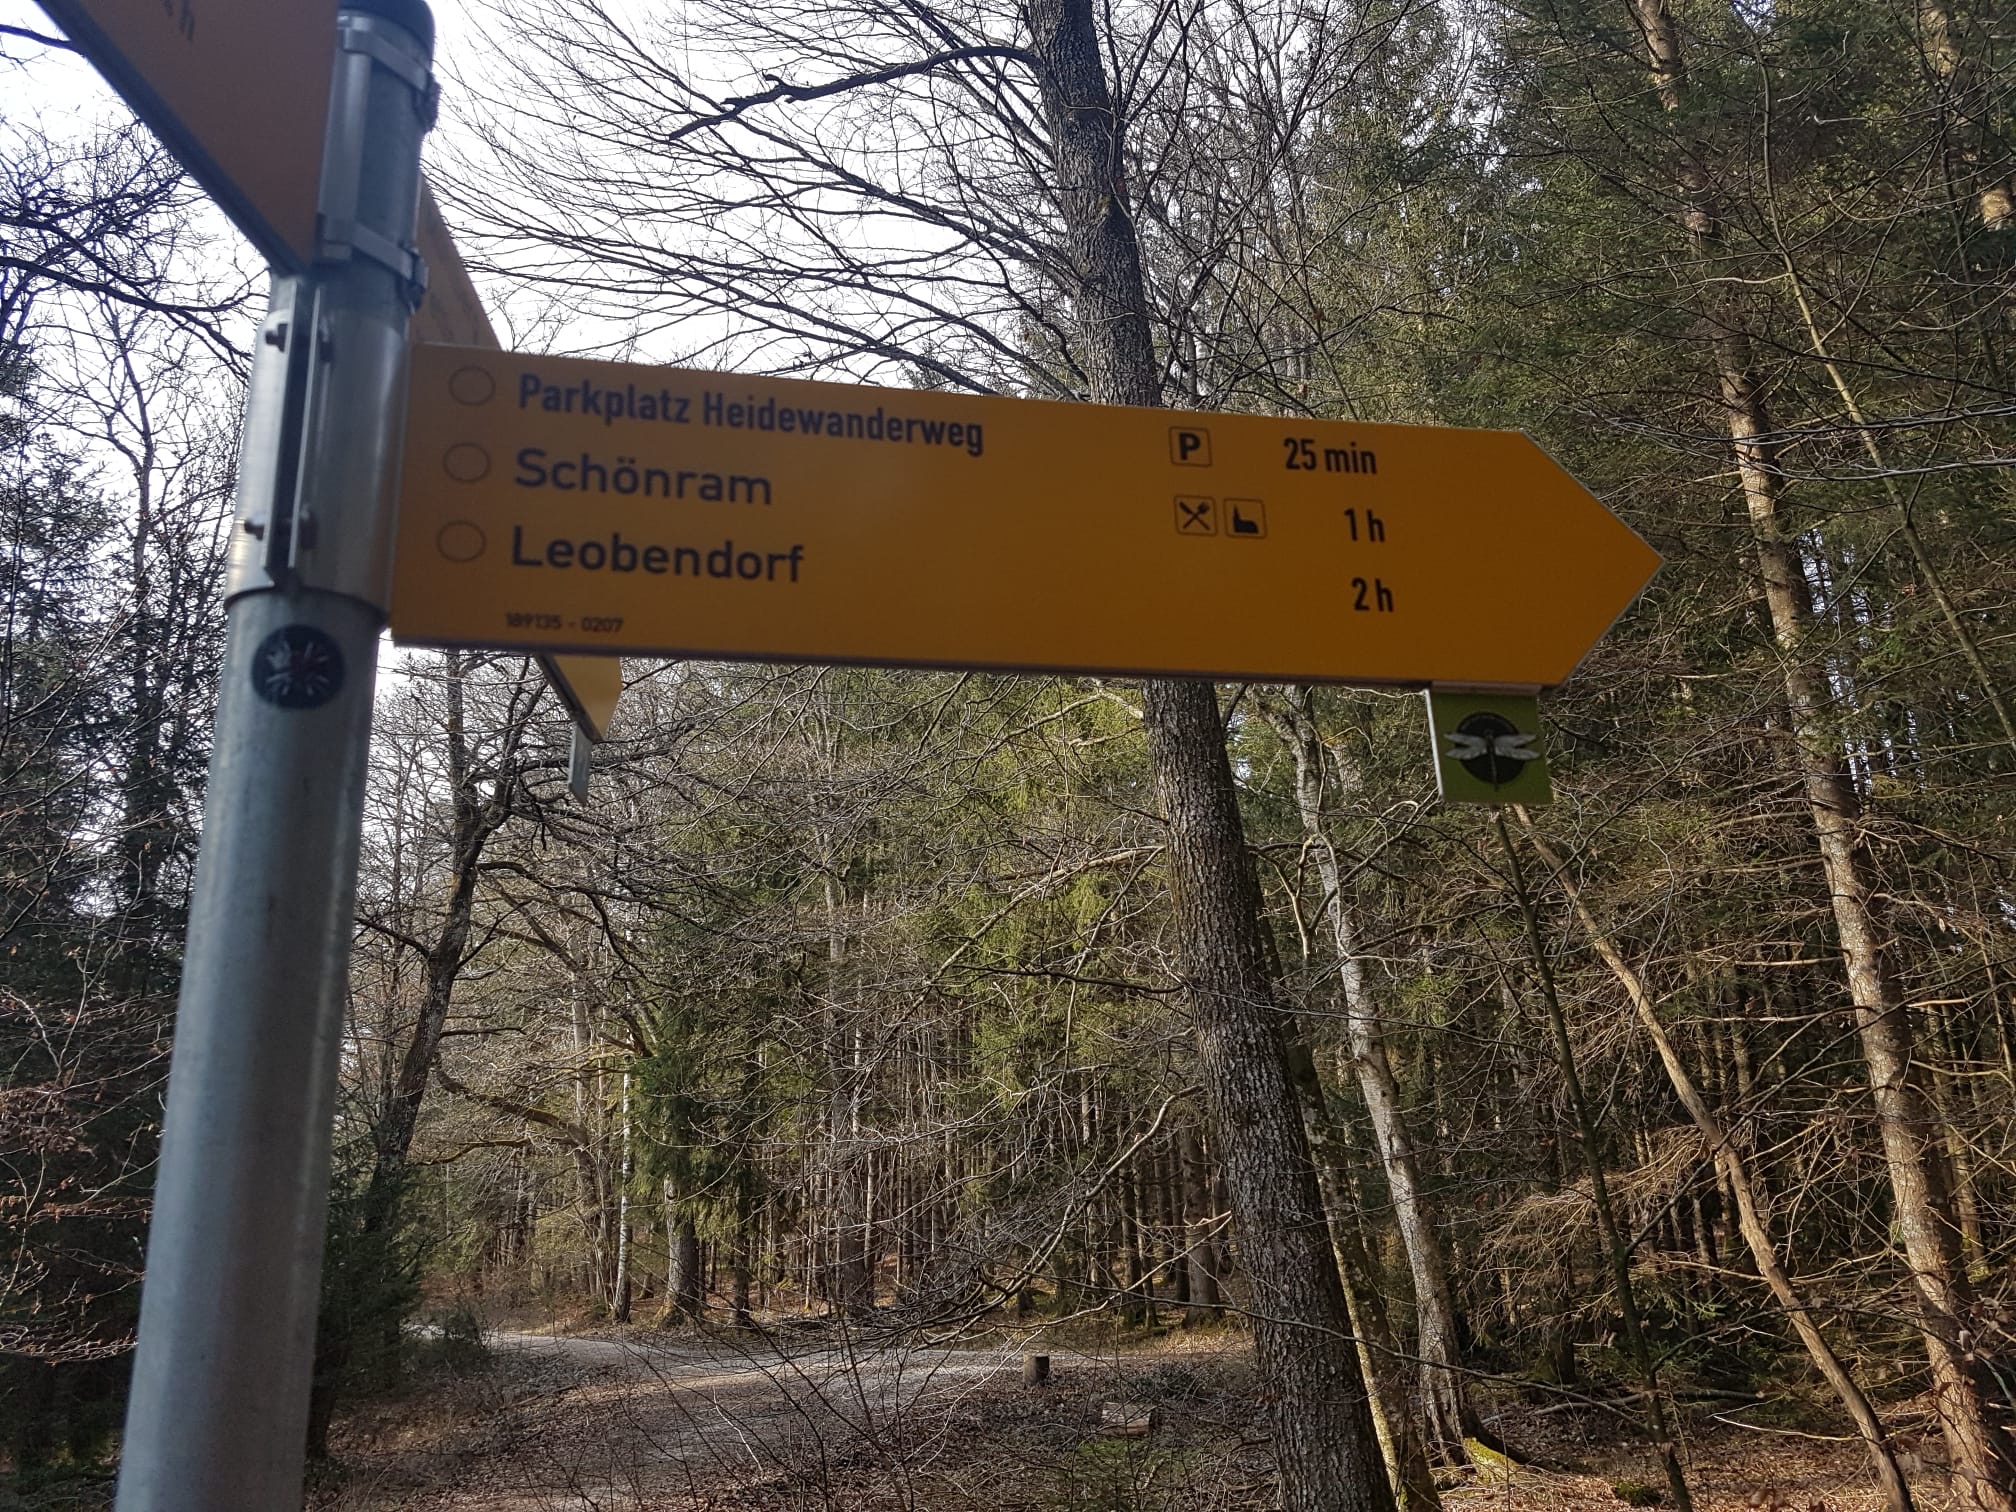 Parkplatz Heidewanderweg P 25 min
Schönram 1 h
Leobendorf 2 h
189135 - 0207